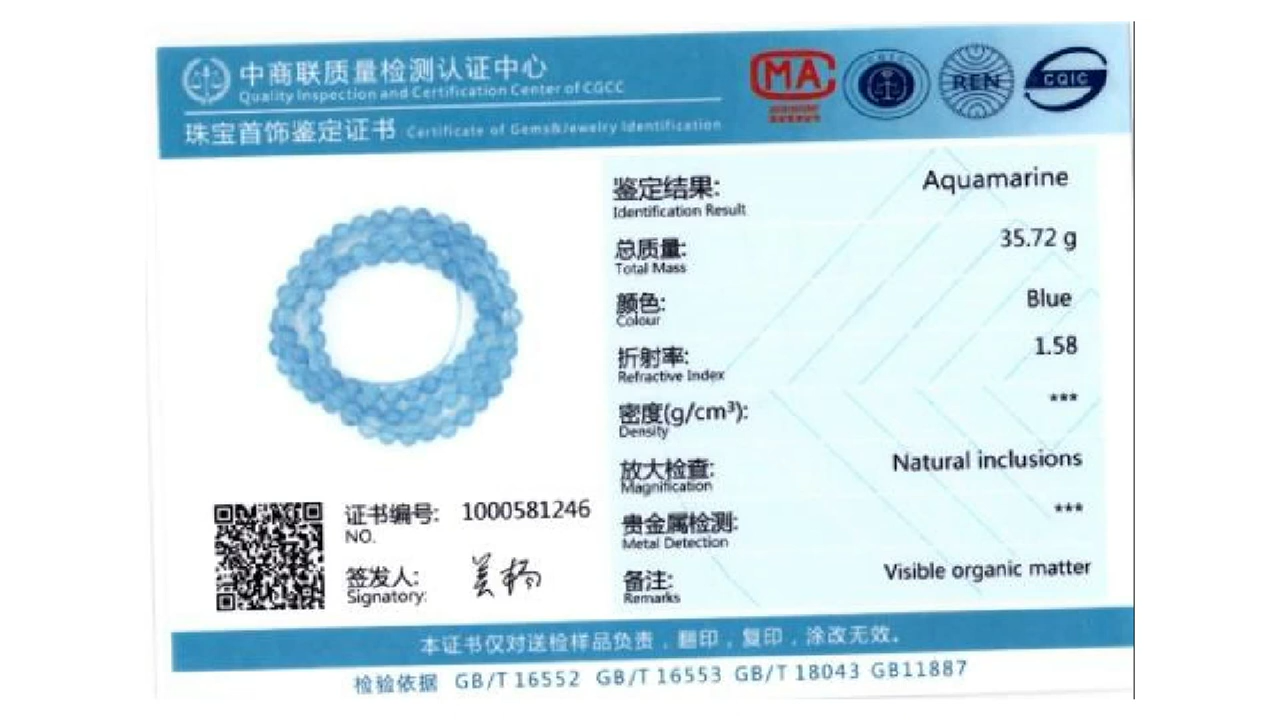 中商联质量检测认证中心
Quality Inspection and Certification Center of CGCC
珠宝首饰鉴定证书 Certificate of Gems&Jewelry Identification
MA
CQIC
REN
CQIC
鉴定结果: Aquamarine
Identification Result
总质量: 35.72 g
Total Mass
颜色: Blue
Colour
折射率: 1.58
Refractive Index
密度(g/cm³): ***
Density
放大检查: Natural inclusions
Magnification
贵金属检测: ***
Metal Detection
备注: Visible organic matter
Remarks
证书编号: 1000581246
NO.
签发人:
Signatory:
本证书仅对送检样品负责，翻印，复印，涂改无效。
检验依据 GB/T 16552 GB/T 16553 GB/T 18043 GB11887